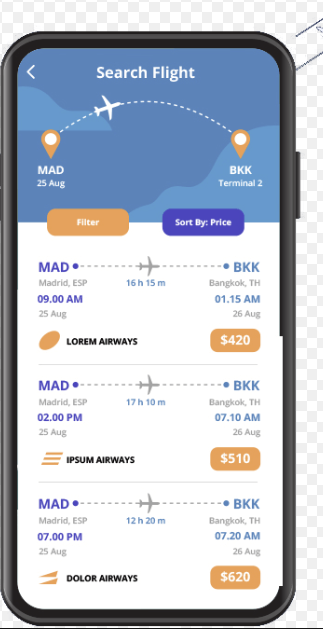 Search Flight
MAD BKK
25 Aug Terminal 2
Filter Sort By: Price
MAD BKK
Madrid, ESP 16 h 15 m Bangkok, TH
09.00 AM 01.15 AM
25 Aug 26 Aug
LOREM AIRWAYS $420
MAD BKK
Madrid, ESP 17 h 10 m Bangkok, TH
02.00 PM 07.10 AM
25 Aug 26 Aug
IPSUM AIRWAYS $510
MAD BKK
Madrid, ESP 12 h 20 m Bangkok, TH
07.00 PM 07.20 AM
25 Aug 26 Aug
DOLOR AIRWAYS $620